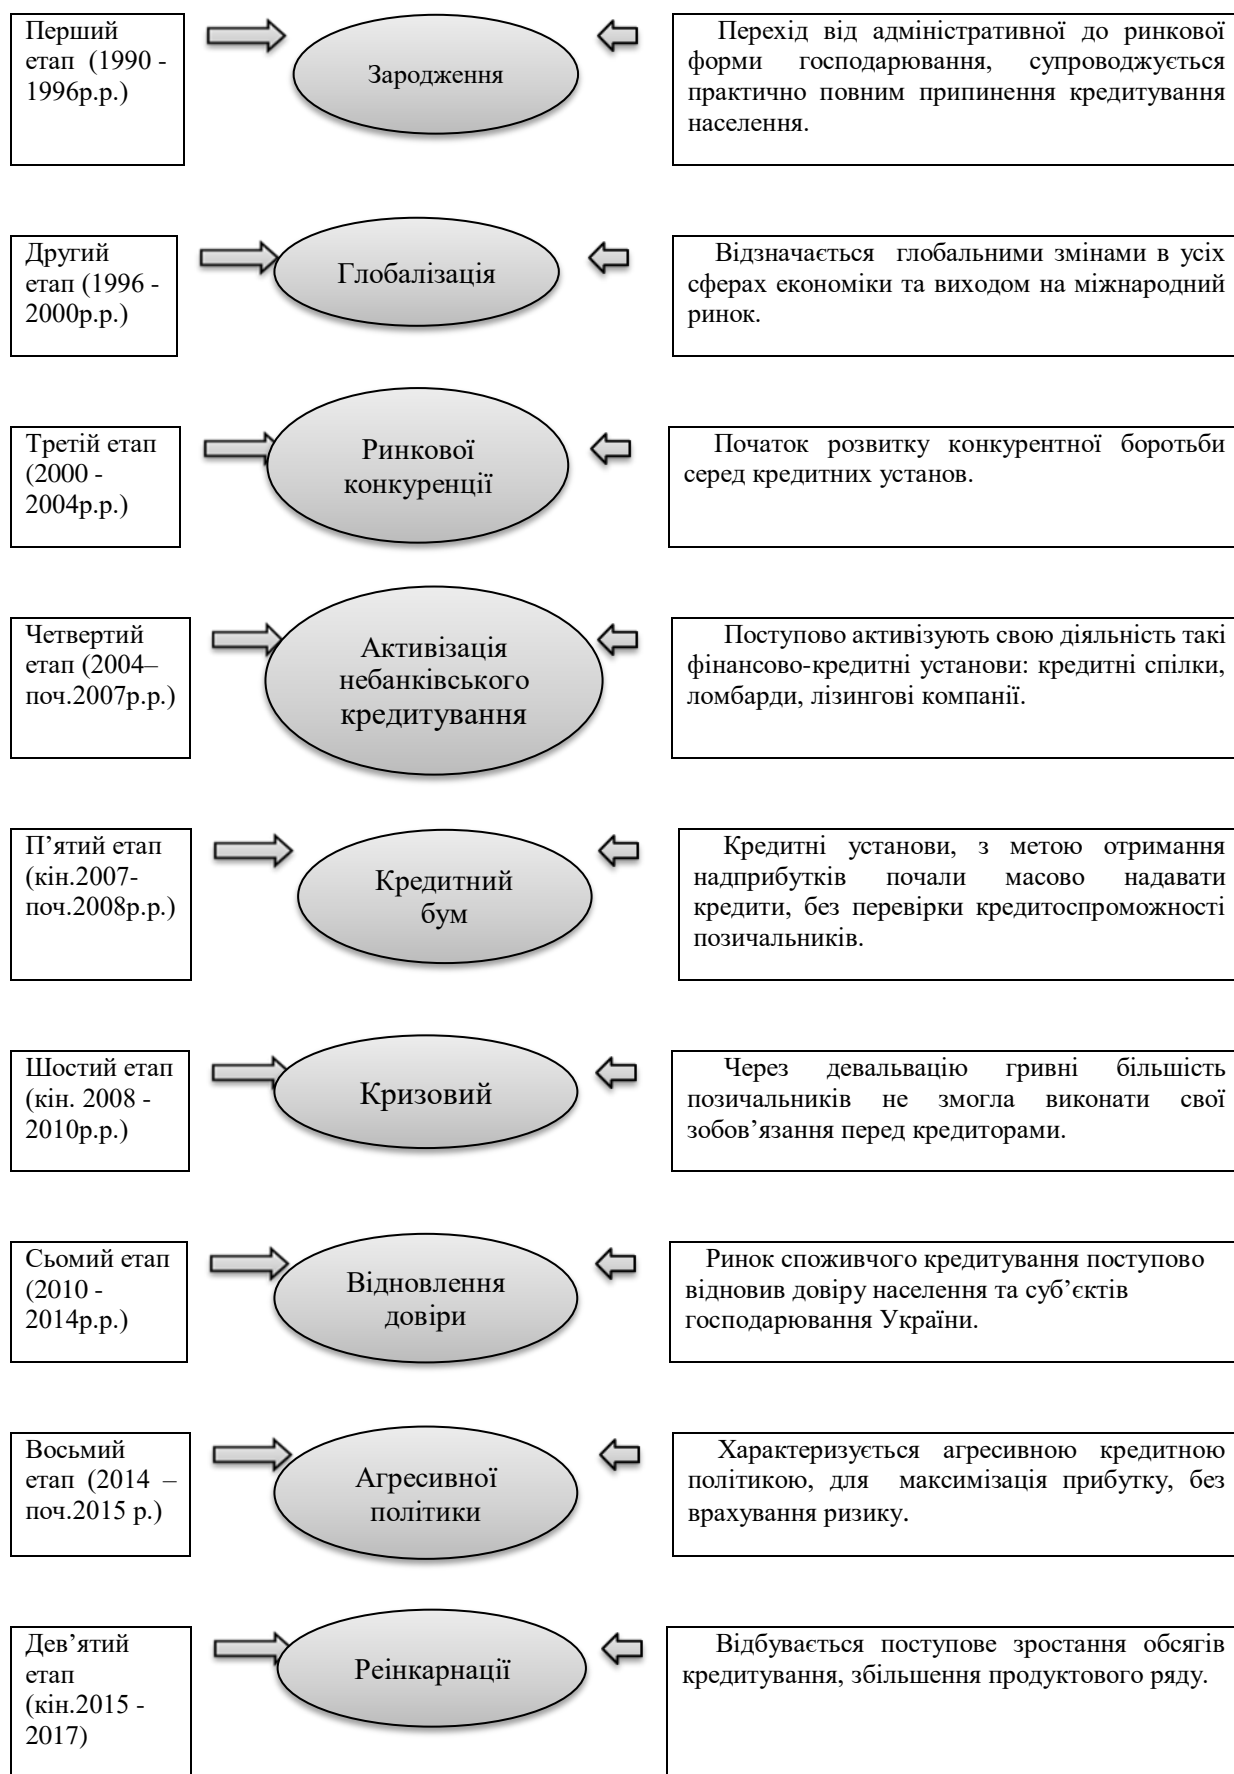 Перший
етап (1990 -
1996р.р.)
Зародження
Перехід від адміністративної до ринкової
форми господарювання, супроводжується
практично повним припинення кредитування
населення.
Другий
етап (1996 -
2000р.р.)
Глобалізація
Відзначається глобальними змінами в усіх
сферах економіки та виходом на міжнародний
ринок.
Третій етап
(2000 -
2004р.р.)
Ринкової
конкуренції
Початок розвитку конкурентної боротьби
серед кредитних установ.
Четвертий
етап (2004–
поч.2007р.р.)
Активізація
небанківського
кредитування
Поступово активізують свою діяльність такі
фінансово-кредитні установи: кредитні спілки,
ломбарди, лізингові компанії.
П’ятий етап
(кін.2007-
поч.2008р.р.)
Кредитний
бум
Кредитні установи, з метою отримання
надприбутків почали масово надавати
кредити, без перевірки кредитоспроможності
позичальників.
Шостий етап
(кін. 2008 -
2010р.р.)
Кризовий
Через девальвацію гривні більшість
позичальників не змогла виконати свої
зобов’язання перед кредиторами.
Сьомий етап
(2010 -
2014р.р.)
Відновлення
довіри
Ринок споживчого кредитування поступово
відновив довіру населення та суб’єктів
господарювання України.
Восьмий
етап (2014 –
поч.2015 р.)
Агресивної
політики
Характеризується агресивною кредитною
політикою, для максимізація прибутку, без
врахування ризику.
Дев’ятий
етап
(кін.2015 -
2017)
Реінкарнації
Відбувається поступове зростання обсягів
кредитування, збільшення продуктового ряду.